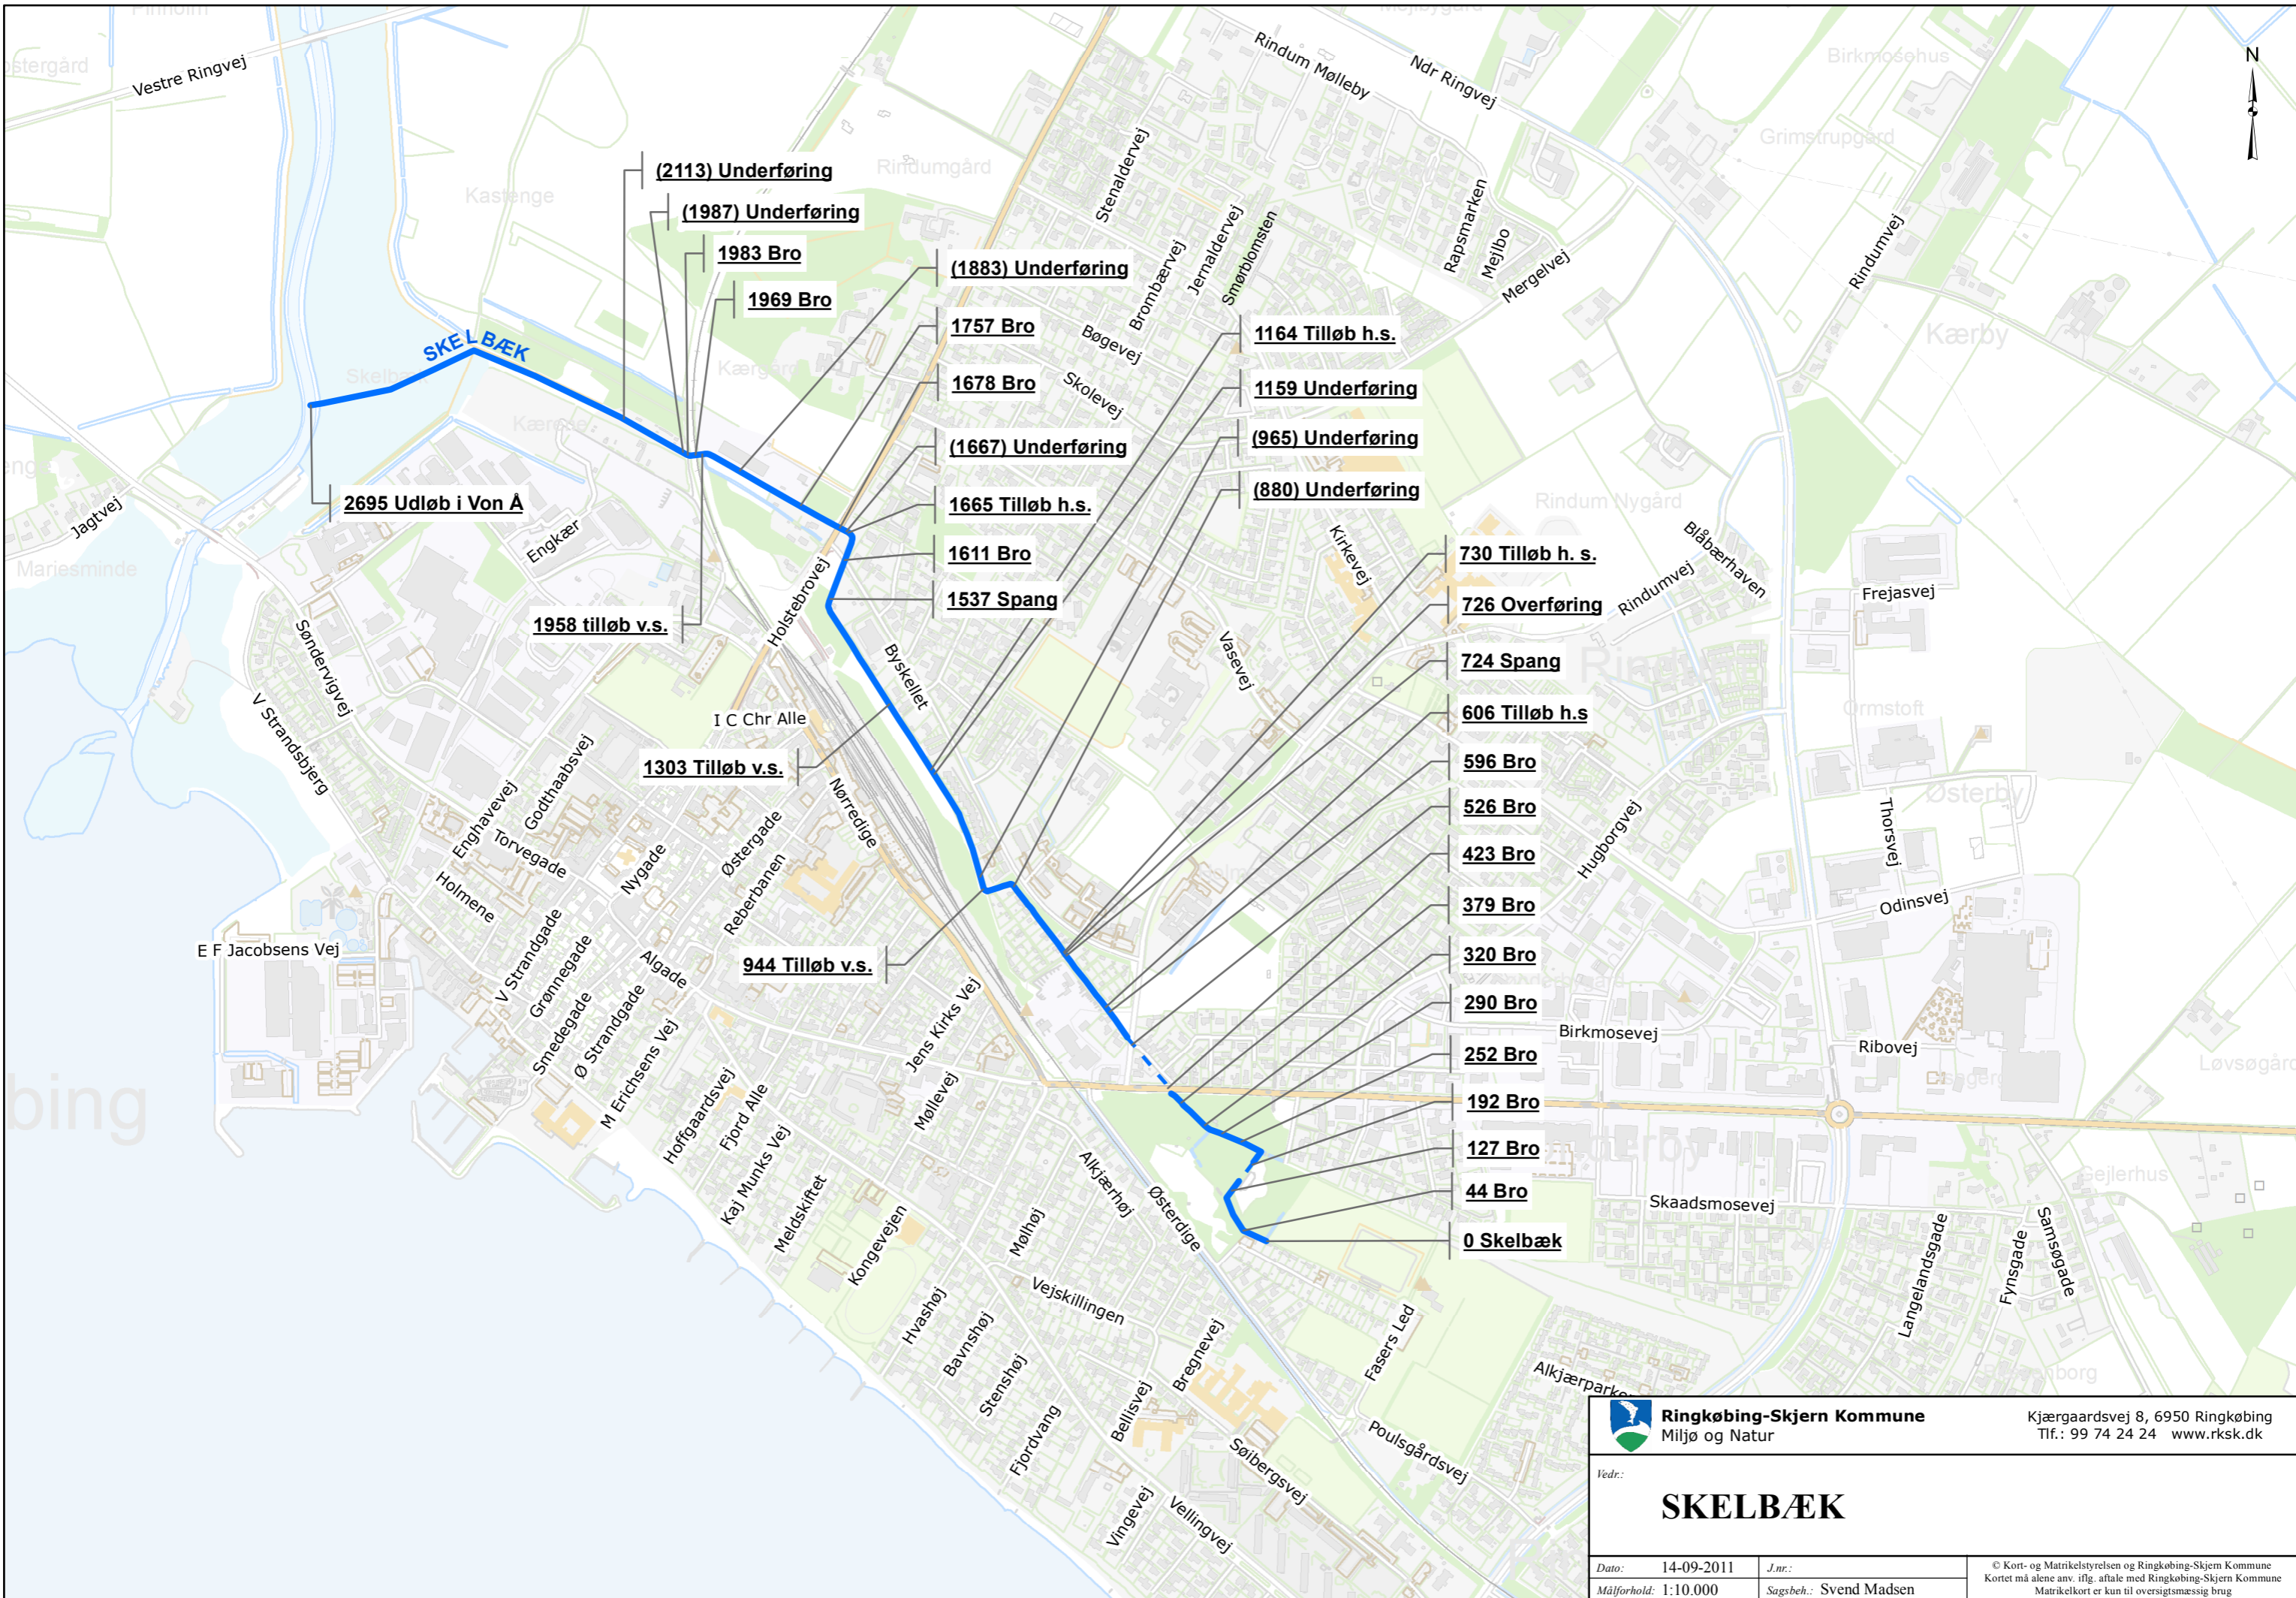 Pinholm
Mejlbygård
Vestre Ringvej
Rindum Mølleby
Ndr Ringvej
Birkmosehus
N
Grimstrupgård
Kastenge
Rindumgård
Stenaldervej
(2113) Underføring
(1987) Underføring
1983 Bro
1969 Bro
(1883) Underføring
1757 Bro
1678 Bro
(1667) Underføring
1665 Tilløb h.s.
1611 Bro
1537 Spang
Brombærvej
Jernaldervej
Smørblomsten
Rapsmarken
Mejlbo
Mergelvej
Rindumvej
Kærby
Bøgevej
Skolevej
1164 Tilløb h.s.
1159 Underføring
(965) Underføring
(880) Underføring
SKELBÆK
Skelbæk
Kærgård
2695 Udløb i Von Å
Jagtvej
Mariesminde
Engkær
1958 tilløb v.s.
Holstebrovej
Byskellet
Kirkevej
Vasevej
Rindum Nygård
Blåbærhaven
Rindumvej
Frejasvej
Ormstoft
Østerby
730 Tilløb h. s.
726 Overføring
724 Spang
606 Tilløb h.s
596 Bro
526 Bro
423 Bro
379 Bro
320 Bro
290 Bro
252 Bro
192 Bro
127 Bro
44 Bro
0 Skelbæk
Søndervigvej
V Strandsbjerg
I C Chr Alle
1303 Tilløb v.s.
Nørredige
Enghavevej
Godthaabsvej
Torvegade
Holmene
Nygade
Østergade
Reberbanen
944 Tilløb v.s.
E F Jacobsens Vej
V Strandgade
Grønnegade
Smedegade
Ø Strandgade
Algade
M Erichsens Vej
Jens Kirks Vej
Møllevej
Hoffgaardsvej
Fjord Alle
Kaj Munks Vej
Meldskiftet
Kongevejen
Hugborgvej
Thorsvej
Odinsvej
Birkmosevej
Ribovej
Løvsøgård
Gejlerhus
Skaadsmosevej
Langelandsgade
Fynsgade
Samsøgade
Alkjærhøj
Østerdige
Mølhøj
Vejskillingen
Hvashøj
Bavnshøj
Stenshøj
Fjordvang
Bellisvej
Bregnevej
Fasers Led
Poulsgårdsvej
Søibergsvej
Vellingvej
Vingevej
bing
Ringkøbing-Skjern Kommune
Miljø og Natur
Kjærgaardsvej 8, 6950 Ringkøbing
Tlf.: 99 74 24 24 www.rksk.dk
Vedr.:
SKELBÆK
Dato: 14-09-2011
J.nr.:
Målforhold: 1:10.000
Sagsbeh.: Svend Madsen
© Kort- og Matrikelstyrelsen og Ringkøbing-Skjern Kommune
Kortet må alene anv. iflg. aftale med Ringkøbing-Skjern Kommune
Matrikelkort er kun til oversigtsmæssig brug